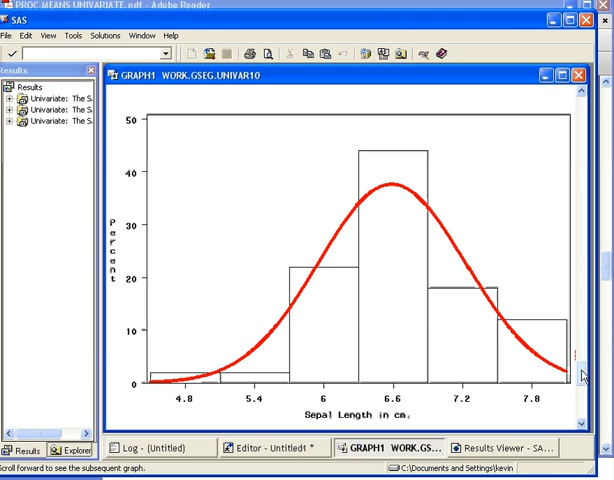 PROC MEANS UNIVARIATE.pdf - Adobe Reader
SAS
File Edit View Tools Solutions Window Help
Results
GRAPH1 WORK.GSEG.UNIVAR10
Results
Univariate: The S
Univariate: The S
Univariate: The S
50
40
30
20
10
0
Percent
4.8 5.4 6 6.6 7.2 7.8
Sepal Length in cm.
Results Explorer
Log - (Untitled) Editor - Untitled1 * GRAPH1 WORK.GS... Results Viewer - SA...
Scroll forward to see the subsequent graph. C:\Documents and Settings\kevin